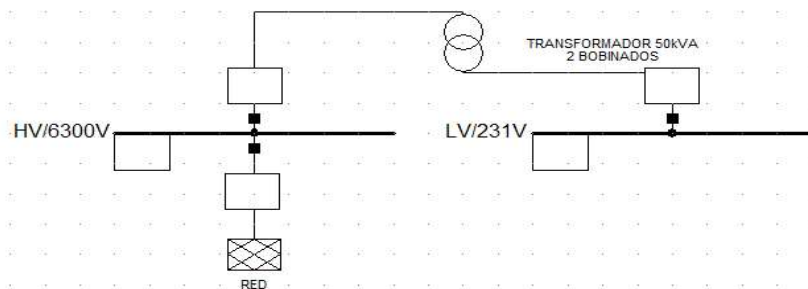 TRANSFORMADOR 50kVA
2 BOBINADOS
HV/6300V
LV/231V
RED